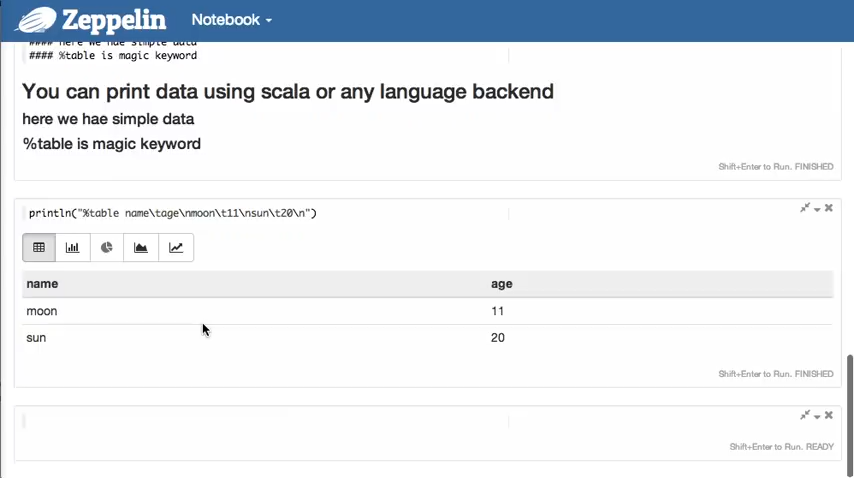 Zeppelin Notebook
#### here we hae simple data
#### %table is magic keyword
You can print data using scala or any language backend
here we hae simple data
%table is magic keyword
Shift+Enter to Run. FINISHED
println("%table name\tage\nmoon\t11\nsun\t20\n")
name age
moon 11
sun 20
Shift+Enter to Run. FINISHED
Shift+Enter to Run. READY